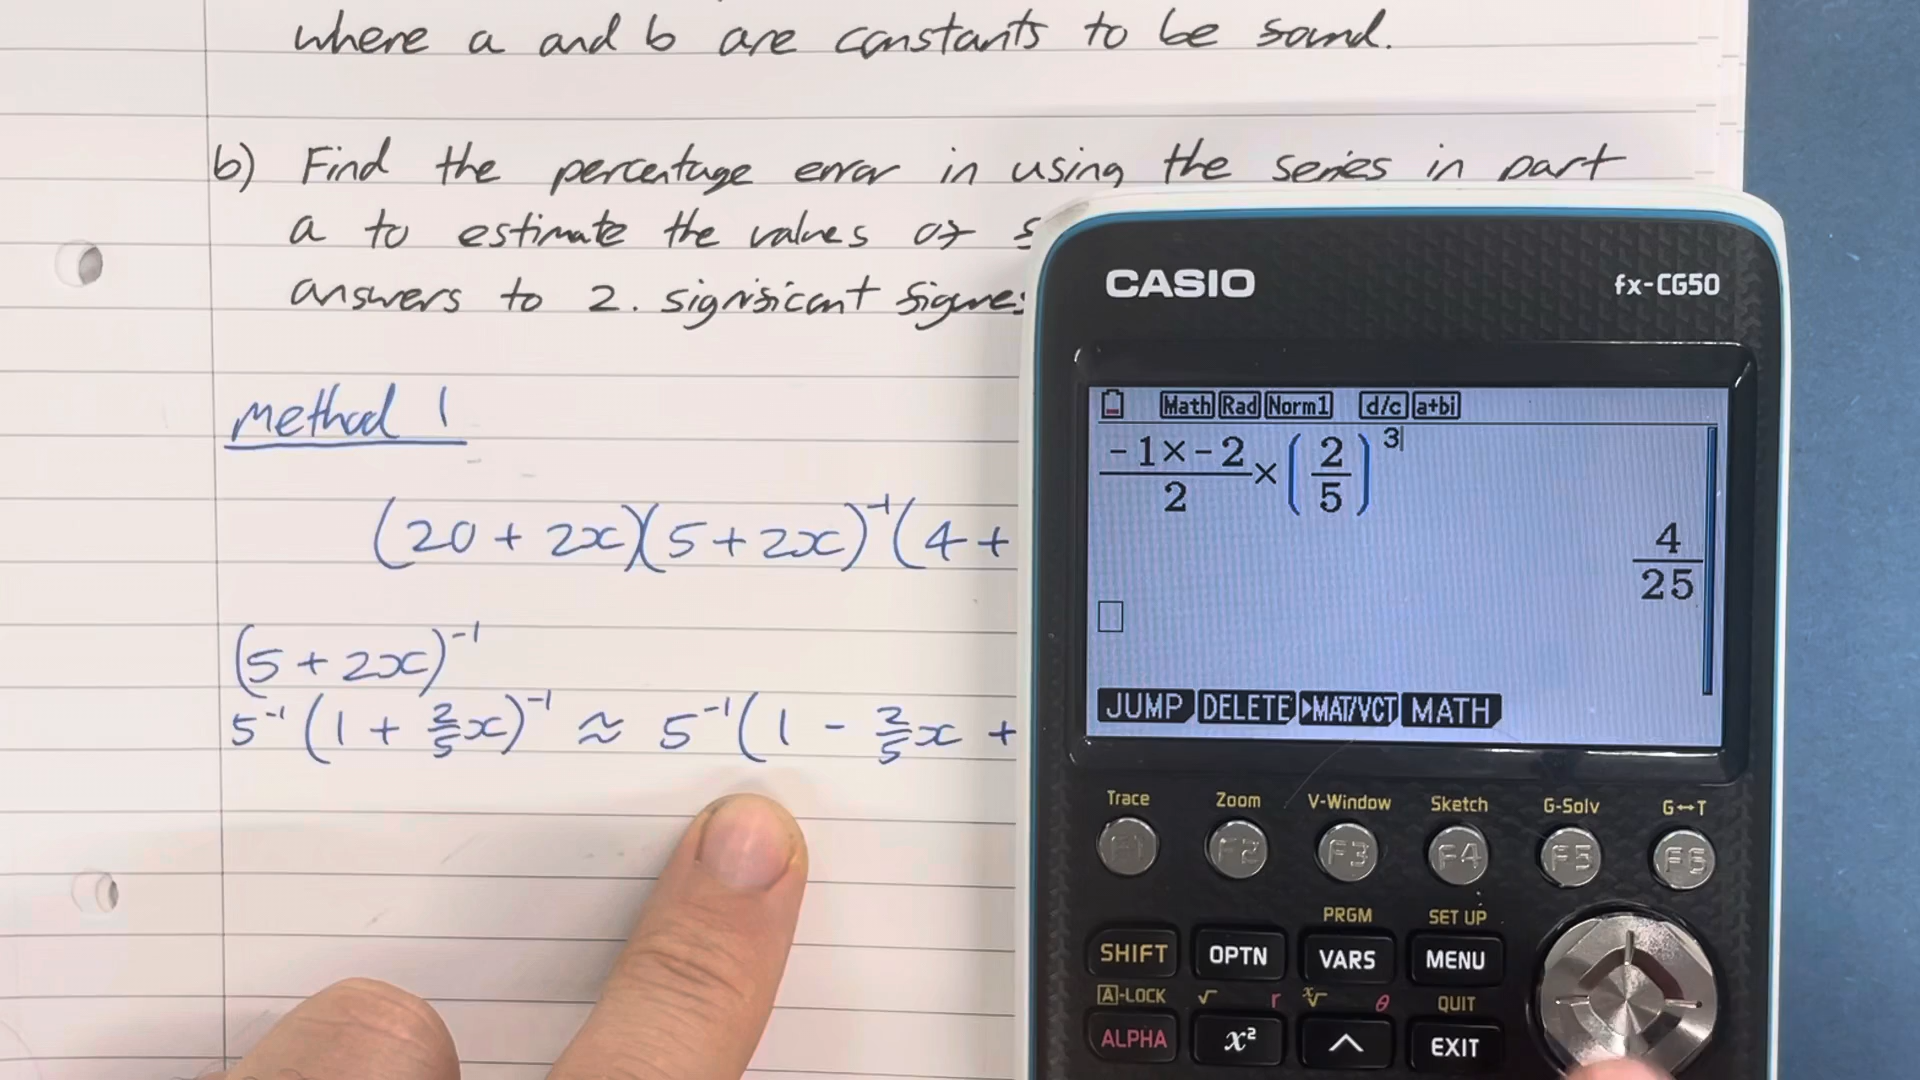 where a and b are constants to be found.
b) Find the percentage error in using the series in part
a to estimate the values of f
answers to 2. significant figures
Method 1
(20 + 2x)(5 + 2x)⁻¹(4 +
(5 + 2x)⁻¹
5⁻¹(1 + 2/5x)⁻¹ ≈ 5⁻¹(1 - 2/5x +
CASIO
fx-CG50
Math Rad Norm1 d/c a+bi
-1×-2/2×(2/5)³
4/25
JUMP DELETE ▸MAT/VCT MATH
Trace Zoom V-Window Sketch G-Solv G↔T
F1 F2 F3 F4 F5 F6
PRGM SET UP
SHIFT OPTN VARS MENU
A-LOCK √ r ˣ√ θ QUIT
ALPHA x² ^ EXIT